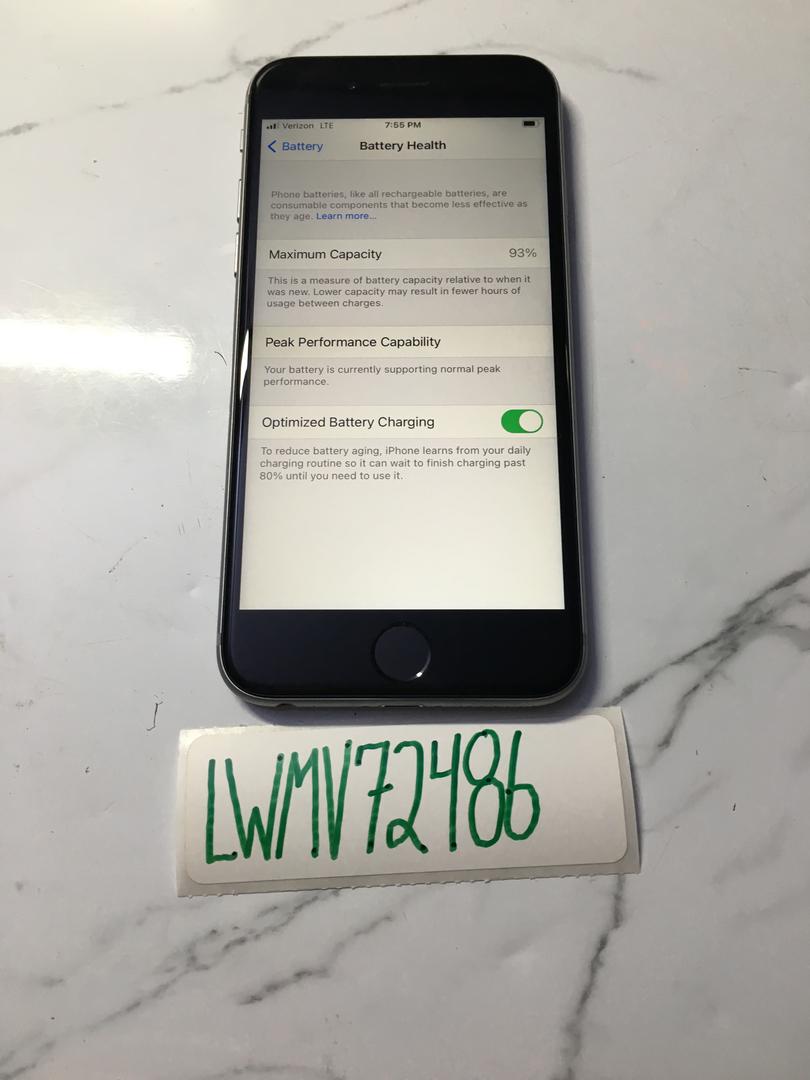 Verizon LTE 7:55 PM
Battery Battery Health
Phone batteries, like all rechargeable batteries, are
consumable components that become less effective as
they age. Learn more...
Maximum Capacity 93%
This is a measure of battery capacity relative to when it
was new. Lower capacity may result in fewer hours of
usage between charges.
Peak Performance Capability
Your battery is currently supporting normal peak
performance.
Optimized Battery Charging
To reduce battery aging, iPhone learns from your daily
charging routine so it can wait to finish charging past
80% until you need to use it.
LWMV72486